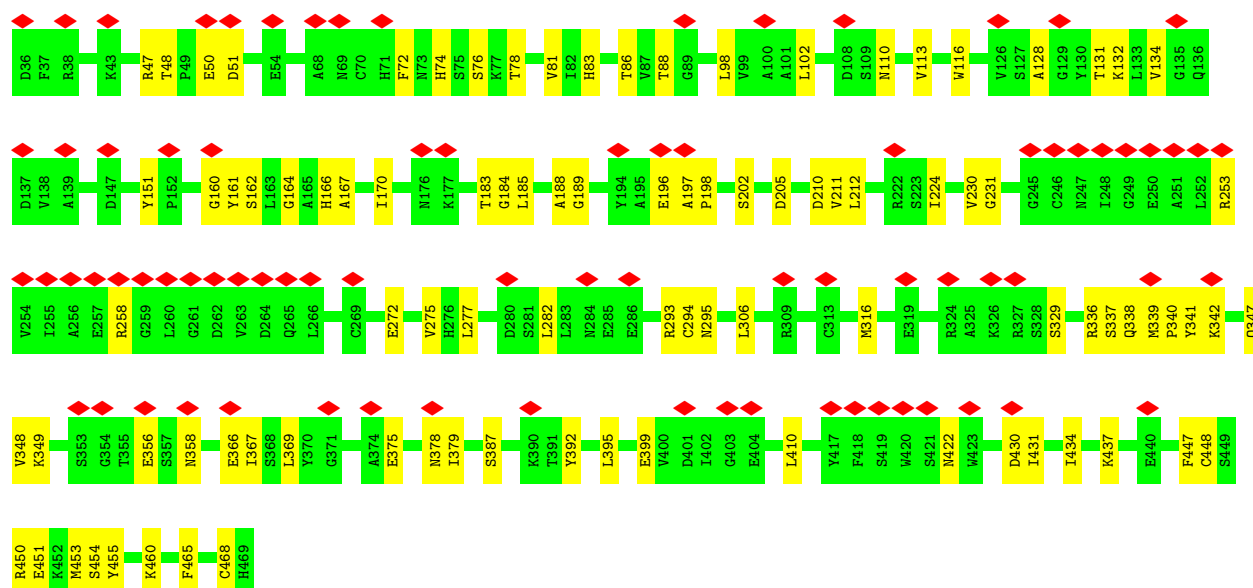 D36 F37 R38 K43 R47 T48 P49 E50 D51 E54 A68 N69 C70 H71 F72 N73 H74 S75 S76 K77 T78 V81 I82 H83 T86 V87 T88 G89 L98 V99 A100 A101 L102 D108 S109 N110 V113 W116 V126 S127 A128 G129 Y130 T131 K132 L133 V134 G135 Q136
D137 V138 A139 D147 Y151 P152 G160 Y161 S162 L163 G164 A165 H166 A167 I170 N176 K177 T183 G184 L185 A188 G189 Y194 A195 E196 A197 P198 S202 D205 D210 V211 L212 R222 S223 I224 V230 G231 G245 C246 N247 I248 G249 E250 A251 L252 R253
V254 I255 A256 E257 R258 G259 L260 G261 D262 V263 D264 Q265 L266 C269 E272 V275 H276 L277 D280 S281 L282 L283 N284 E285 E286 R293 C294 N295 L306 R309 C313 M316 E319 R324 A325 K326 R327 S328 S329 R336 S337 Q338 M339 P340 Y341 K342 Q347
V348 K349 S353 G354 T355 E356 S357 N358 E366 I367 S368 L369 Y370 G371 A374 E375 N378 I379 S387 K390 T391 Y392 L395 E399 V400 D401 I402 G403 E404 L410 Y417 F418 S419 W420 S421 N422 W423 D430 I431 I434 K437 E440 F447 C448 S449
R450 E451 K452 M453 S454 Y455 K460 F465 C468 H469